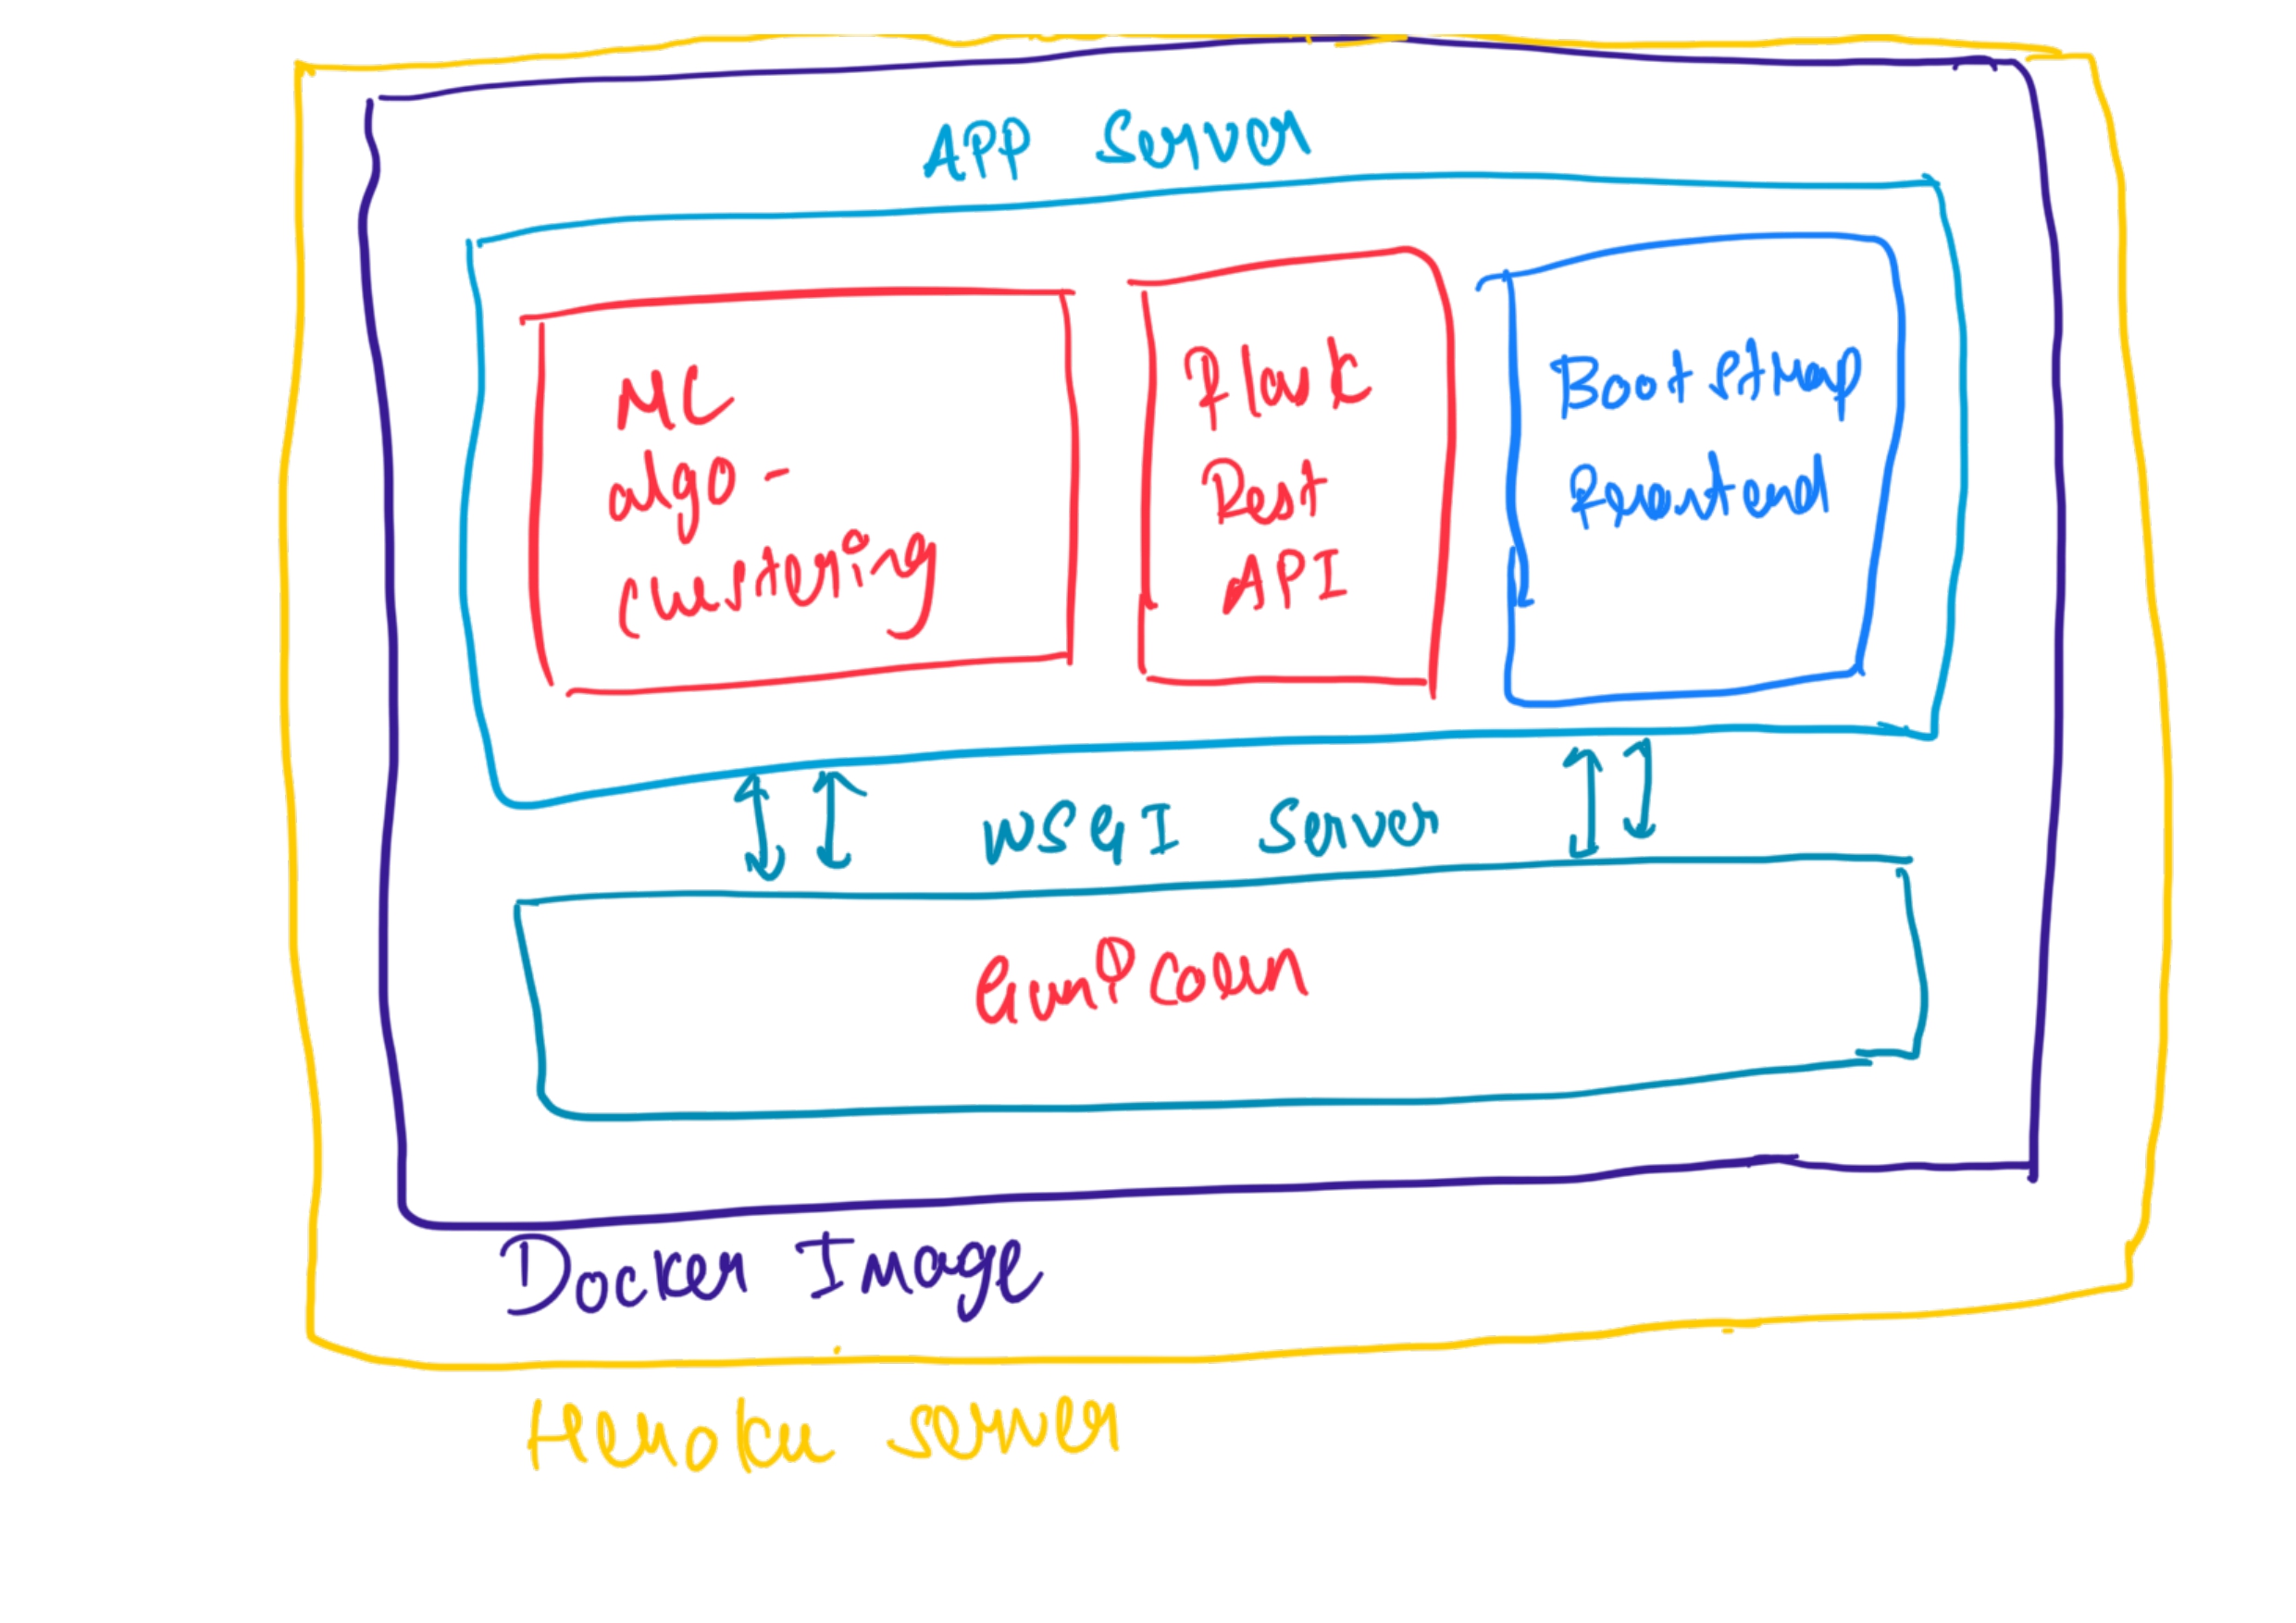 APP Server
ML
algo -
clustering
Flask
Rest
API
Bootstrap
Frontend
WSGI Server
Gunicorn
Docker Image
Heroku server